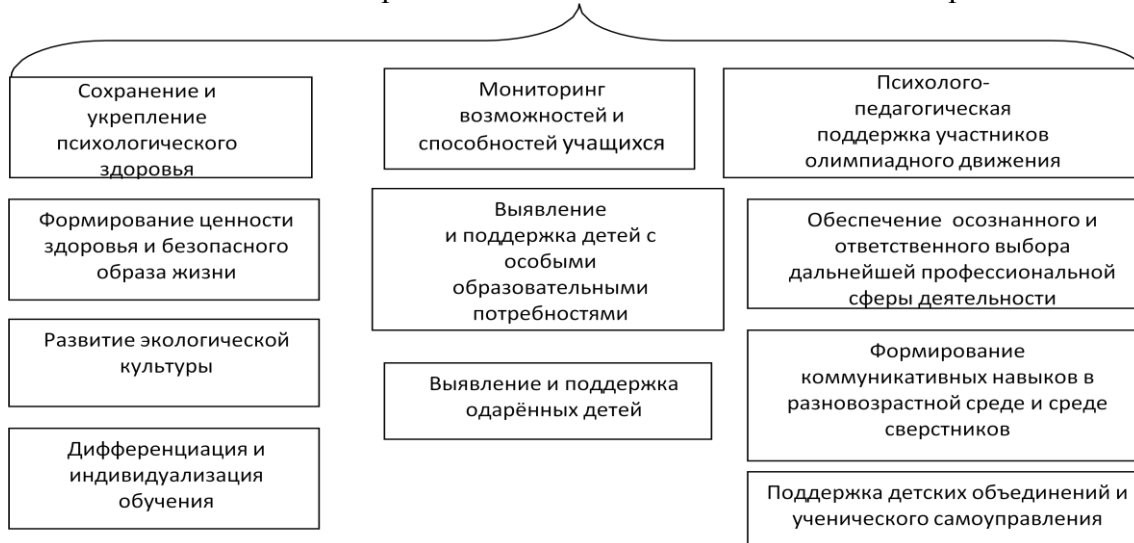 Сохранение и
укрепление
психологического
здоровья
Формирование ценности
здоровья и безопасного
образа жизни
Развитие экологической
культуры
Дифференциация и
индивидуализация
обучения
Мониторинг
возможностей и
способностей учащихся
Выявление
и поддержка детей с
особыми
образовательными
потребностями
Выявление и поддержка
одарённых детей
Психолого-
педагогическая
поддержка участников
олимпиадного движения
Обеспечение осознанного и
ответственного выбора
дальнейшей профессиональной
сферы деятельности
Формирование
коммуникативных навыков в
разновозрастной среде и среде
сверстников
Поддержка детских объединений и
ученического самоуправления